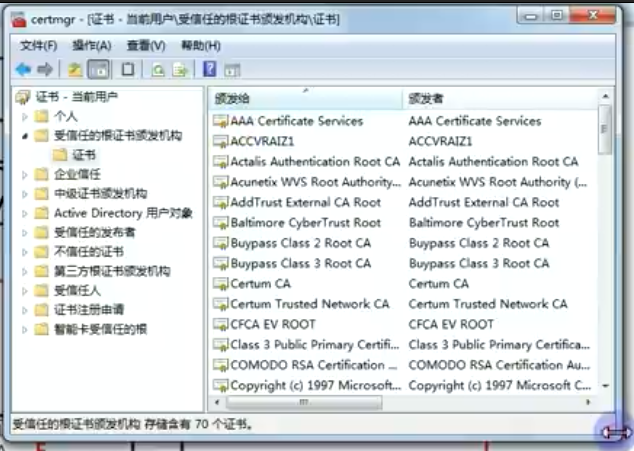 certmgr - [证书 - 当前用户\受信任的根证书颁发机构\证书]
文件(F) 操作(A) 查看(V) 帮助(H)
证书 - 当前用户
个人
受信任的根证书颁发机构
证书
企业信任
中级证书颁发机构
Active Directory 用户对象
受信任的发布者
不信任的证书
第三方根证书颁发机构
受信任人
证书注册申请
智能卡受信任的根
颁发给 颁发者
AAA Certificate Services AAA Certificate Services
ACCVRAIZ1 ACCVRAIZ1
Actalis Authentication Root CA Actalis Authentication Root CA
Acunetix WVS Root Authority... Acunetix WVS Root Authority (...
AddTrust External CA Root AddTrust External CA Root
Baltimore CyberTrust Root Baltimore CyberTrust Root
Buypass Class 2 Root CA Buypass Class 2 Root CA
Buypass Class 3 Root CA Buypass Class 3 Root CA
Certum CA Certum CA
Certum Trusted Network CA Certum Trusted Network CA
CFCA EV ROOT CFCA EV ROOT
Class 3 Public Primary Certifi... Class 3 Public Primary Certifica...
COMODO RSA Certification ... COMODO RSA Certification Au...
Copyright (c) 1997 Microsoft... Copyright (c) 1997 Microsoft...
受信任的根证书颁发机构 存储含有 70 个证书。